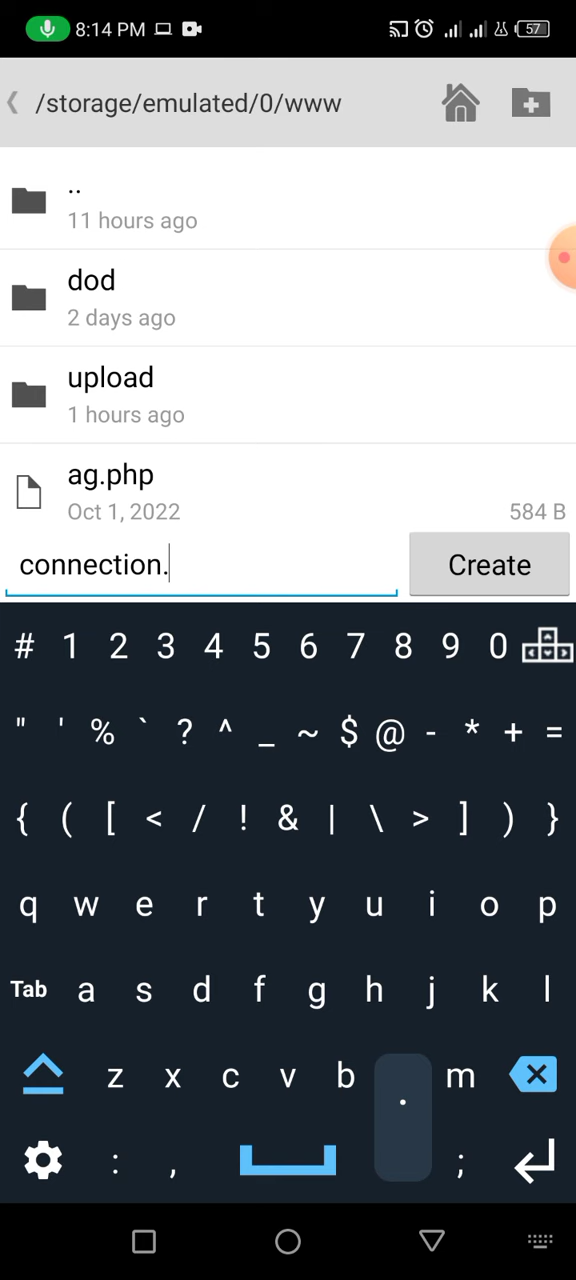 8:14 PM 57
/storage/emulated/0/www
..
11 hours ago
dod
2 days ago
upload
1 hours ago
ag.php
Oct 1, 2022 584 B
connection. Create
# 1 2 3 4 5 6 7 8 9 0
" ' % ` ? ^ _ ~ $ @ - * + =
{ ( [ < / ! & | \ > ] ) }
q w e r t y u i o p
Tab a s d f g h j k l
z x c v b . m
: , ;